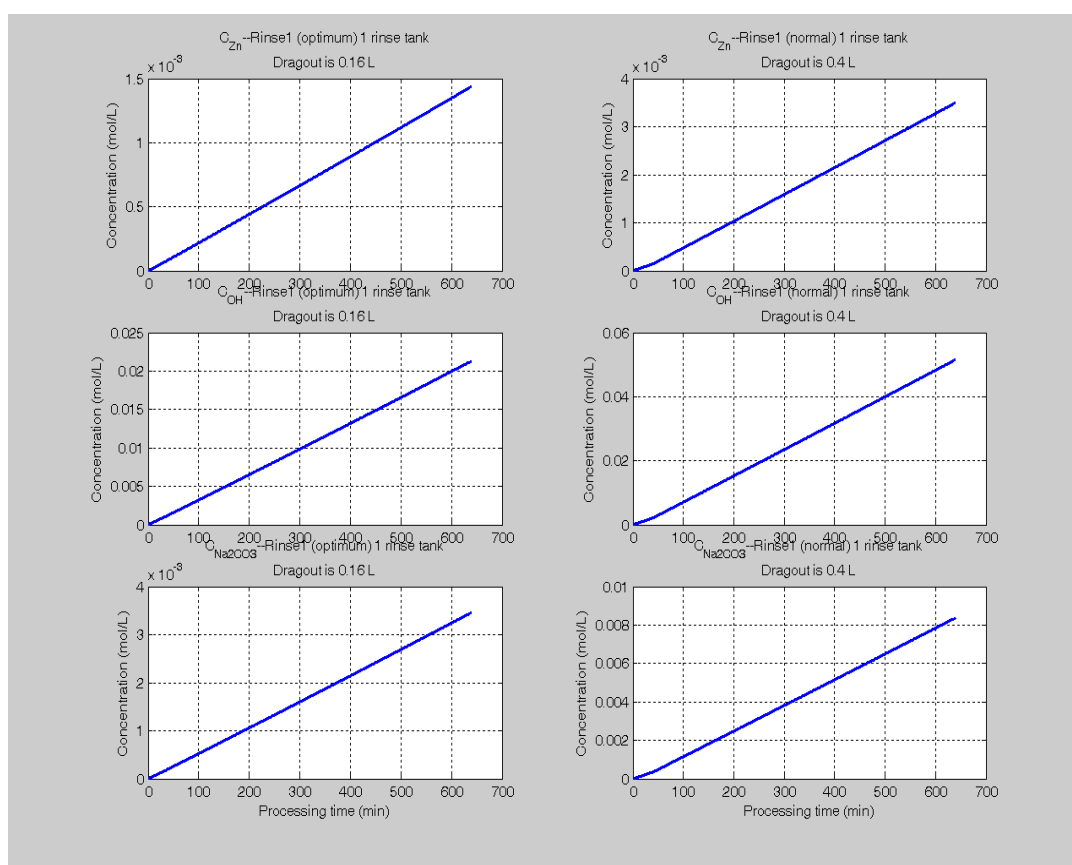 C_Zn--Rinse1 (optimum) 1 rinse tank
Dragout is 0.16 L
x 10^-3
1.5
1
0.5
0
Concentration (mol/L)
0 100 200 300 400 500 600 700
C_Zn--Rinse1 (normal) 1 rinse tank
Dragout is 0.4 L
x 10^-3
4
3
2
1
0
Concentration (mol/L)
0 100 200 300 400 500 600 700
C_OH--Rinse1 (optimum) 1 rinse tank
Dragout is 0.16 L
0.025
0.02
0.015
0.01
0.005
0
Concentration (mol/L)
0 100 200 300 400 500 600 700
C_OH--Rinse1 (normal) 1 rinse tank
Dragout is 0.4 L
0.06
0.04
0.02
0
Concentration (mol/L)
0 100 200 300 400 500 600 700
C_Na2CO3--Rinse1 (optimum) 1 rinse tank
Dragout is 0.16 L
x 10^-3
4
3
2
1
0
Concentration (mol/L)
0 100 200 300 400 500 600 700
Processing time (min)
C_Na2CO3--Rinse1 (normal) 1 rinse tank
Dragout is 0.4 L
0.01
0.008
0.006
0.004
0.002
0
Concentration (mol/L)
0 100 200 300 400 500 600 700
Processing time (min)